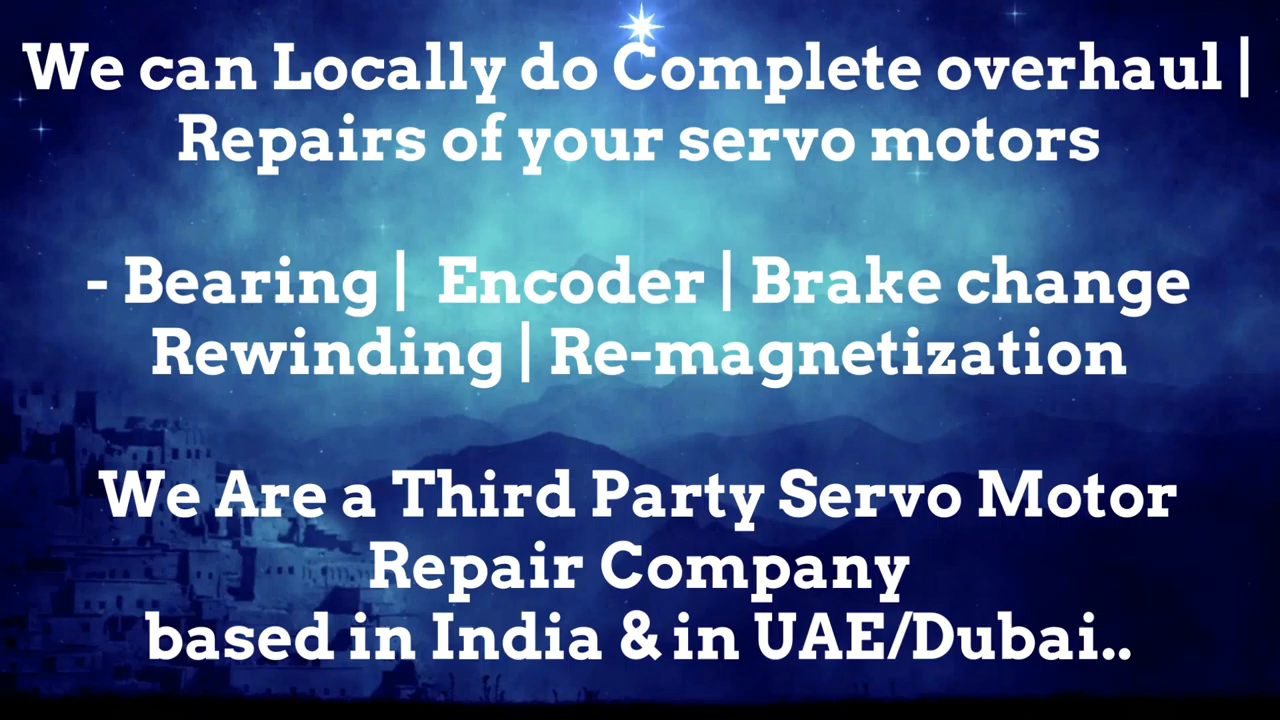 We can Locally do Complete overhaul |
Repairs of your servo motors
- Bearing | Encoder | Brake change
Rewinding | Re-magnetization
We Are a Third Party Servo Motor
Repair Company
based in India & in UAE/Dubai..